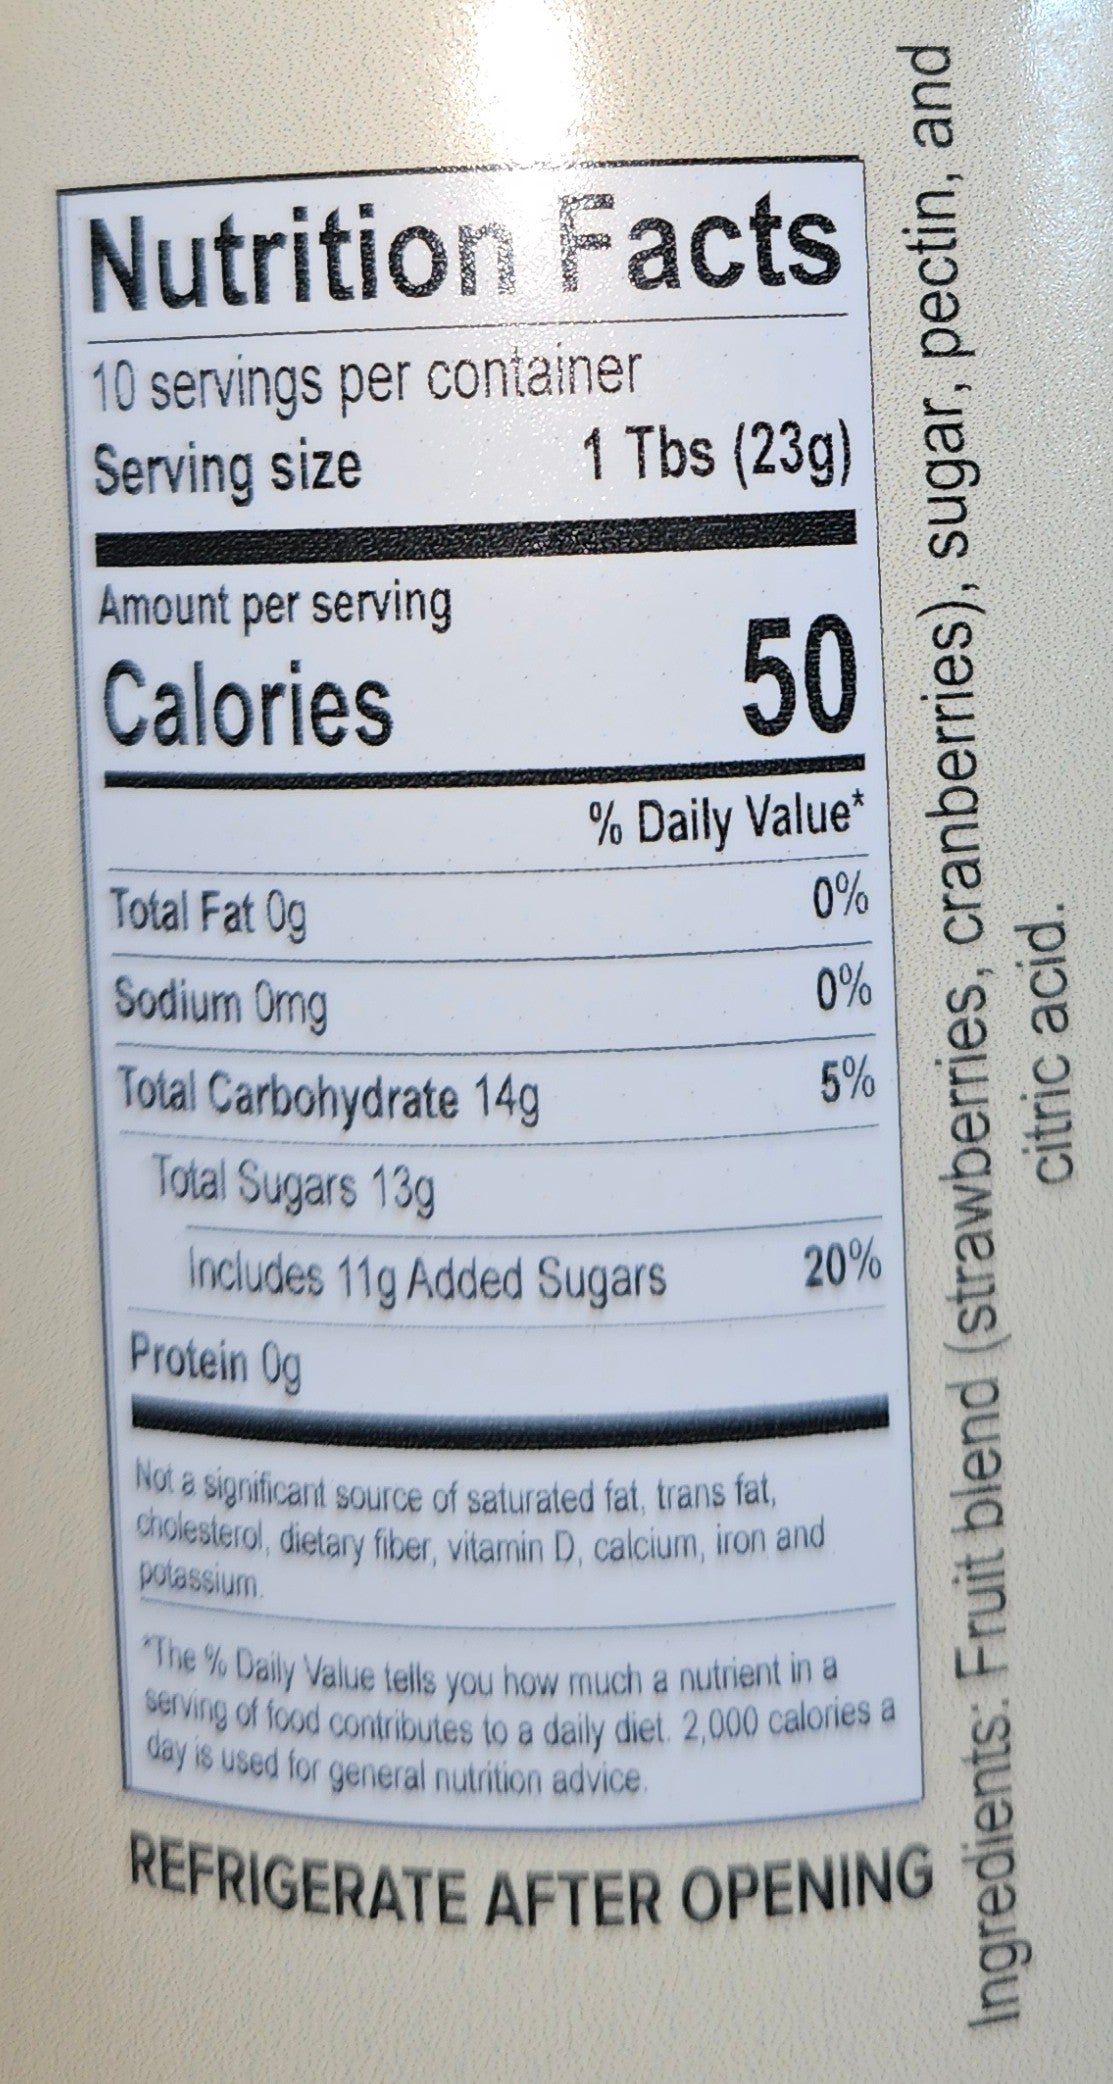 Nutrition Facts
10 servings per container
Serving size 1 Tbs (23g)
Amount per serving
Calories 50
% Daily Value*
Total Fat 0g 0%
Sodium 0mg 0%
Total Carbohydrate 14g 5%
Total Sugars 13g
Includes 11g Added Sugars 20%
Protein 0g
Not a significant source of saturated fat, trans fat,
cholesterol, dietary fiber, vitamin D, calcium, iron and
potassium.
*The % Daily Value tells you how much a nutrient in a
serving of food contributes to a daily diet. 2,000 calories a
day is used for general nutrition advice.
REFRIGERATE AFTER OPENING
Ingredients: Fruit blend (strawberries, cranberries), sugar, pectin, and
citric acid.